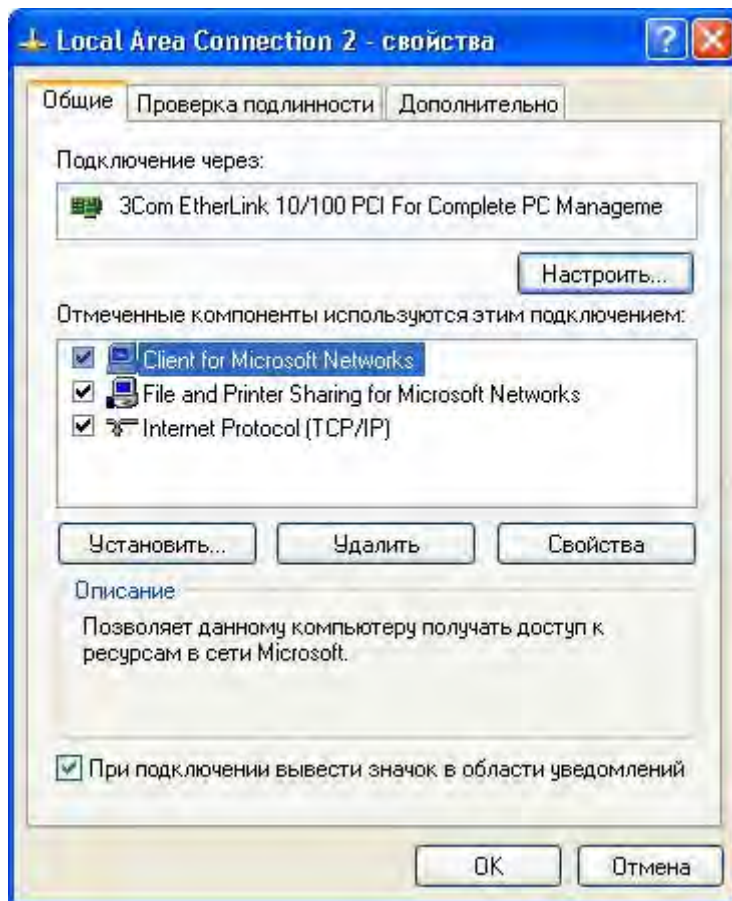 Local Area Connection 2 - свойства
Общие Проверка подлинности Дополнительно
Подключение через:
3Com EtherLink 10/100 PCI For Complete PC Manageme
Настроить...
Отмеченные компоненты используются этим подключением:
Client for Microsoft Networks
File and Printer Sharing for Microsoft Networks
Internet Protocol (TCP/IP)
Установить... Удалить Свойства
Описание
Позволяет данному компьютеру получать доступ к
ресурсам в сети Microsoft.
При подключении вывести значок в области уведомлений
OK Отмена